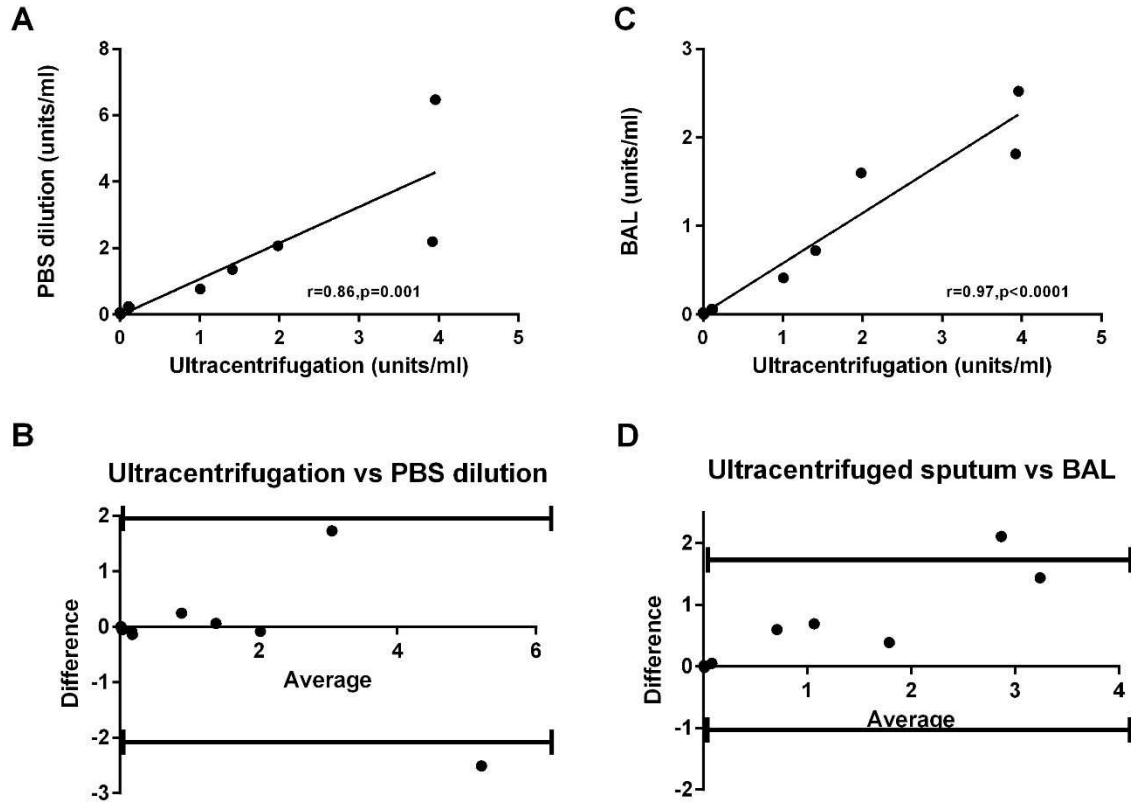 A
PBS dilution (units/ml)
8
6
4
2
0
0 1 2 3 4 5
r=0.86,p=0.001
Ultracentrifugation (units/ml)
C
BAL (units/ml)
3
2
1
0
0 1 2 3 4 5
r=0.97,p<0.0001
Ultracentrifugation (units/ml)
B
Ultracentrifugation vs PBS dilution
Difference
2
1
0
-1
-2
-3
2 4 6
Average
D
Ultracentrifuged sputum vs BAL
Difference
2
1
0
-1
-2
1 2 3 4
Average